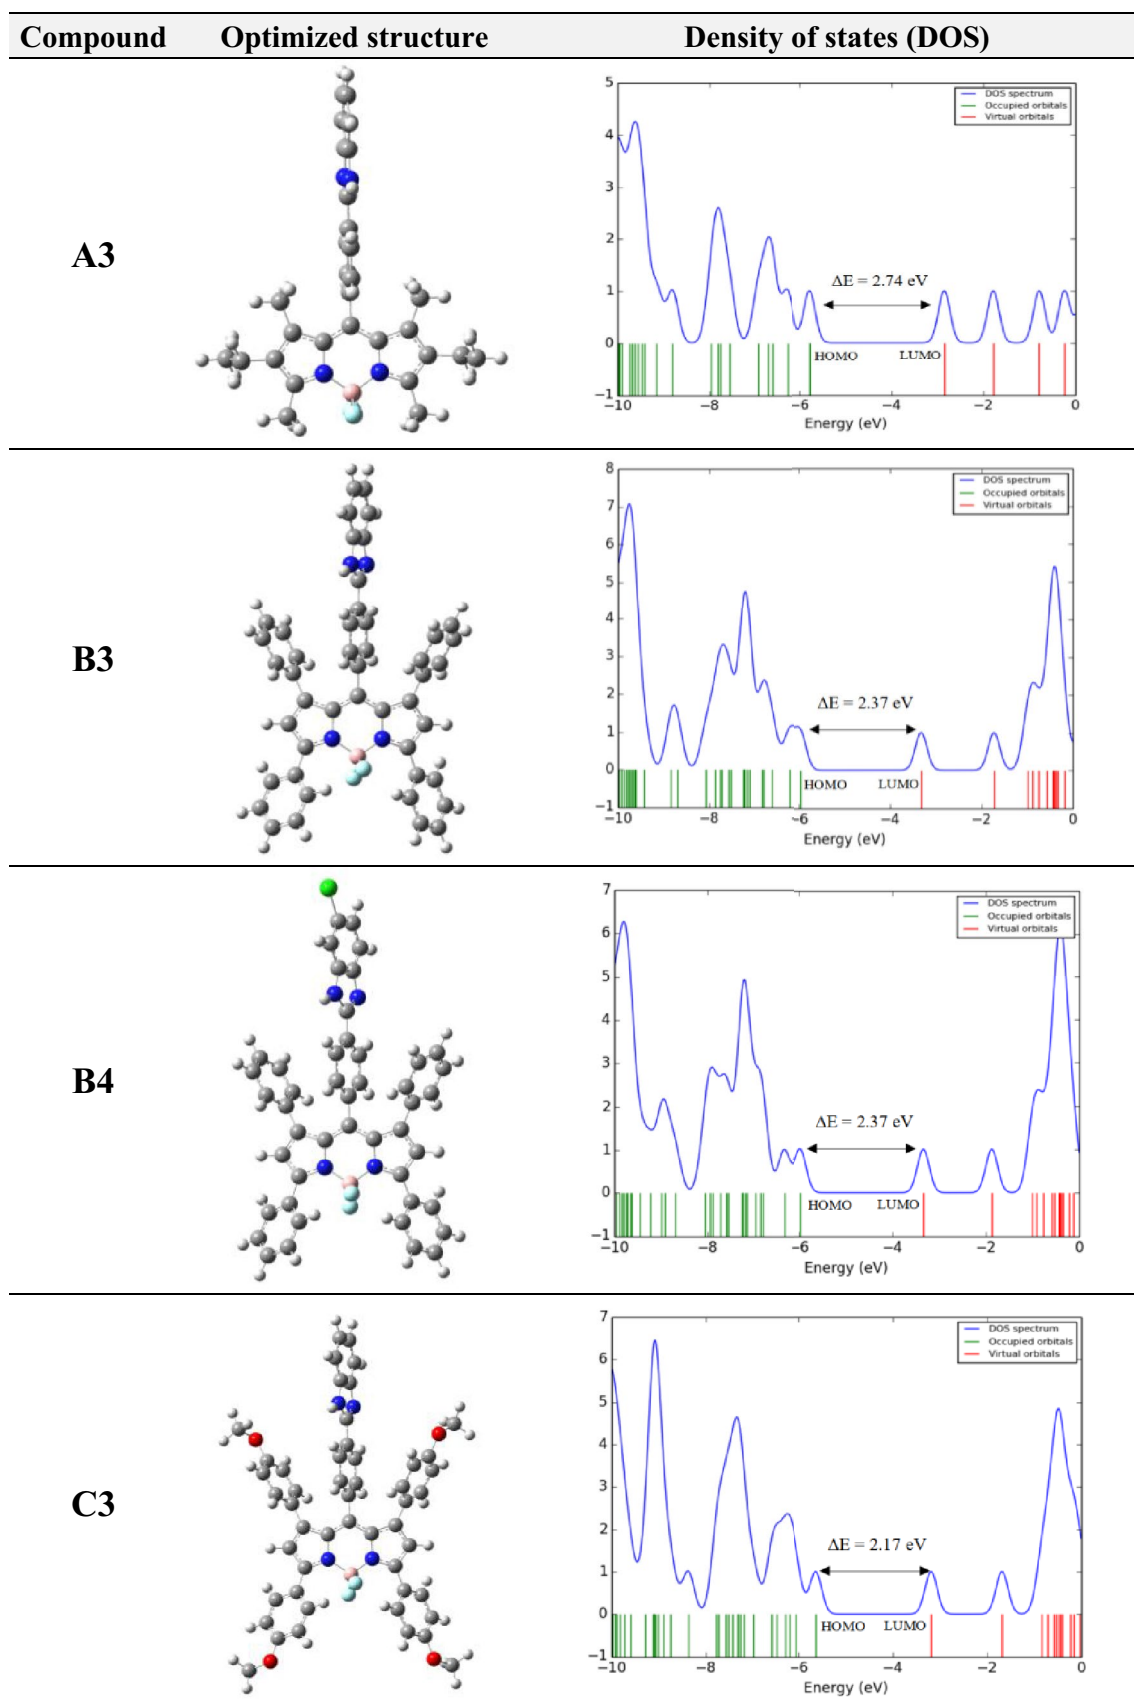 Compound Optimized structure Density of states (DOS)
A3
5
4
3
2
1
0
−1
DOS spectrum
Occupied orbitals
Virtual orbitals
ΔE = 2.74 eV
HOMO LUMO
−10 −8 −6 −4 −2 0
Energy (eV)
B3
8
7
6
5
4
3
2
1
0
−1
DOS spectrum
Occupied orbitals
Virtual orbitals
ΔE = 2.37 eV
HOMO LUMO
−10 −8 −6 −4 −2 0
Energy (eV)
B4
7
6
5
4
3
2
1
0
−1
DOS spectrum
Occupied orbitals
Virtual orbitals
ΔE = 2.37 eV
HOMO LUMO
−10 −8 −6 −4 −2 0
Energy (eV)
C3
7
6
5
4
3
2
1
0
−1
DOS spectrum
Occupied orbitals
Virtual orbitals
ΔE = 2.17 eV
HOMO LUMO
−10 −8 −6 −4 −2 0
Energy (eV)